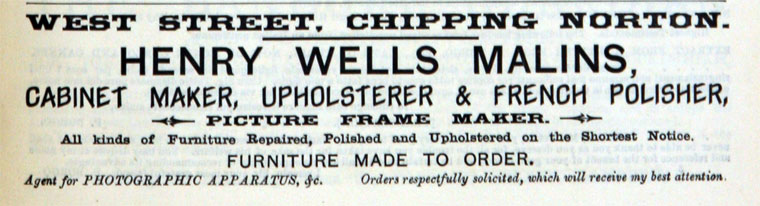 WEST STREET, CHIPPING NORTON.
HENRY WELLS MALINS,
CABINET MAKER, UPHOLSTERER & FRENCH POLISHER,
PICTURE FRAME MAKER.
All kinds of Furniture Repaired, Polished and Upholstered on the Shortest Notice.
FURNITURE MADE TO ORDER.
Agent for PHOTOGRAPHIC APPARATUS, &c. Orders respectfully solicited, which will receive my best attention.